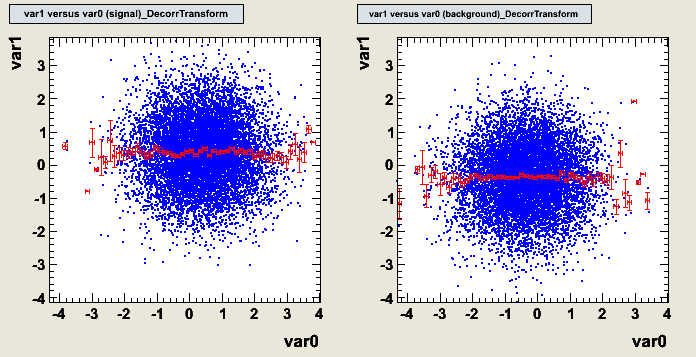 var1 versus var0 (signal)_DecorrTransform
var1
3
2
1
0
-1
-2
-3
-4
-4 -3 -2 -1 0 1 2 3 4
var0
var1 versus var0 (background)_DecorrTransform
var1
3
2
1
0
-1
-2
-3
-4
-4 -3 -2 -1 0 1 2 3 4
var0